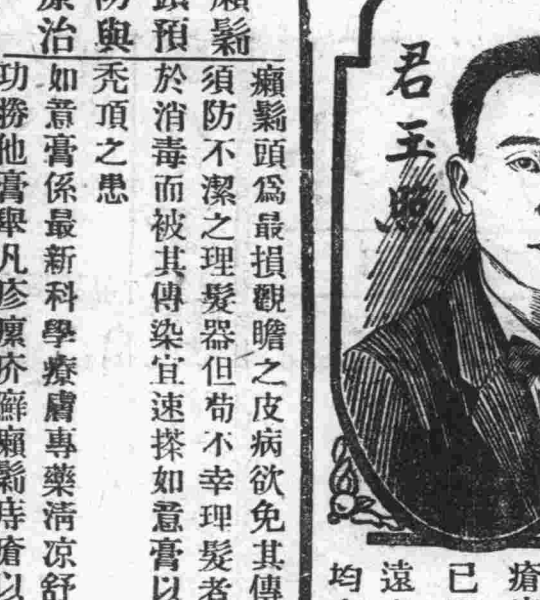 君玉照
瘡
已
遠
均
癩鬁
頭預
防與
療治
癩鬁頭爲最損觀瞻之皮病欲免其傳
須防不潔之理髮器但苟不幸理髮者
於消毒而被其傳染宜速搽如意膏以
禿頂之患
如意膏係最新科學療膚專藥清凉舒
功勝他膏舉凡疹瘰疥癬癩鬁痔瘡以